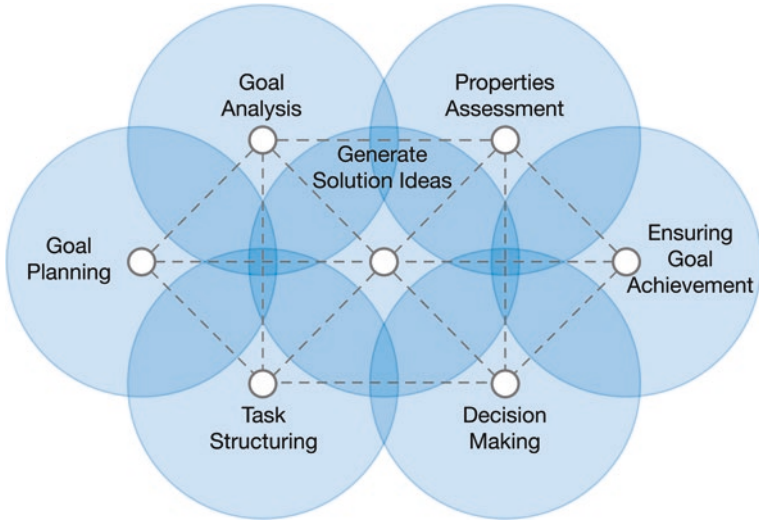 Goal
Analysis
Properties
Assessment
Generate
Solution Ideas
Goal
Planning
Ensuring
Goal
Achievement
Task
Structuring
Decision
Making